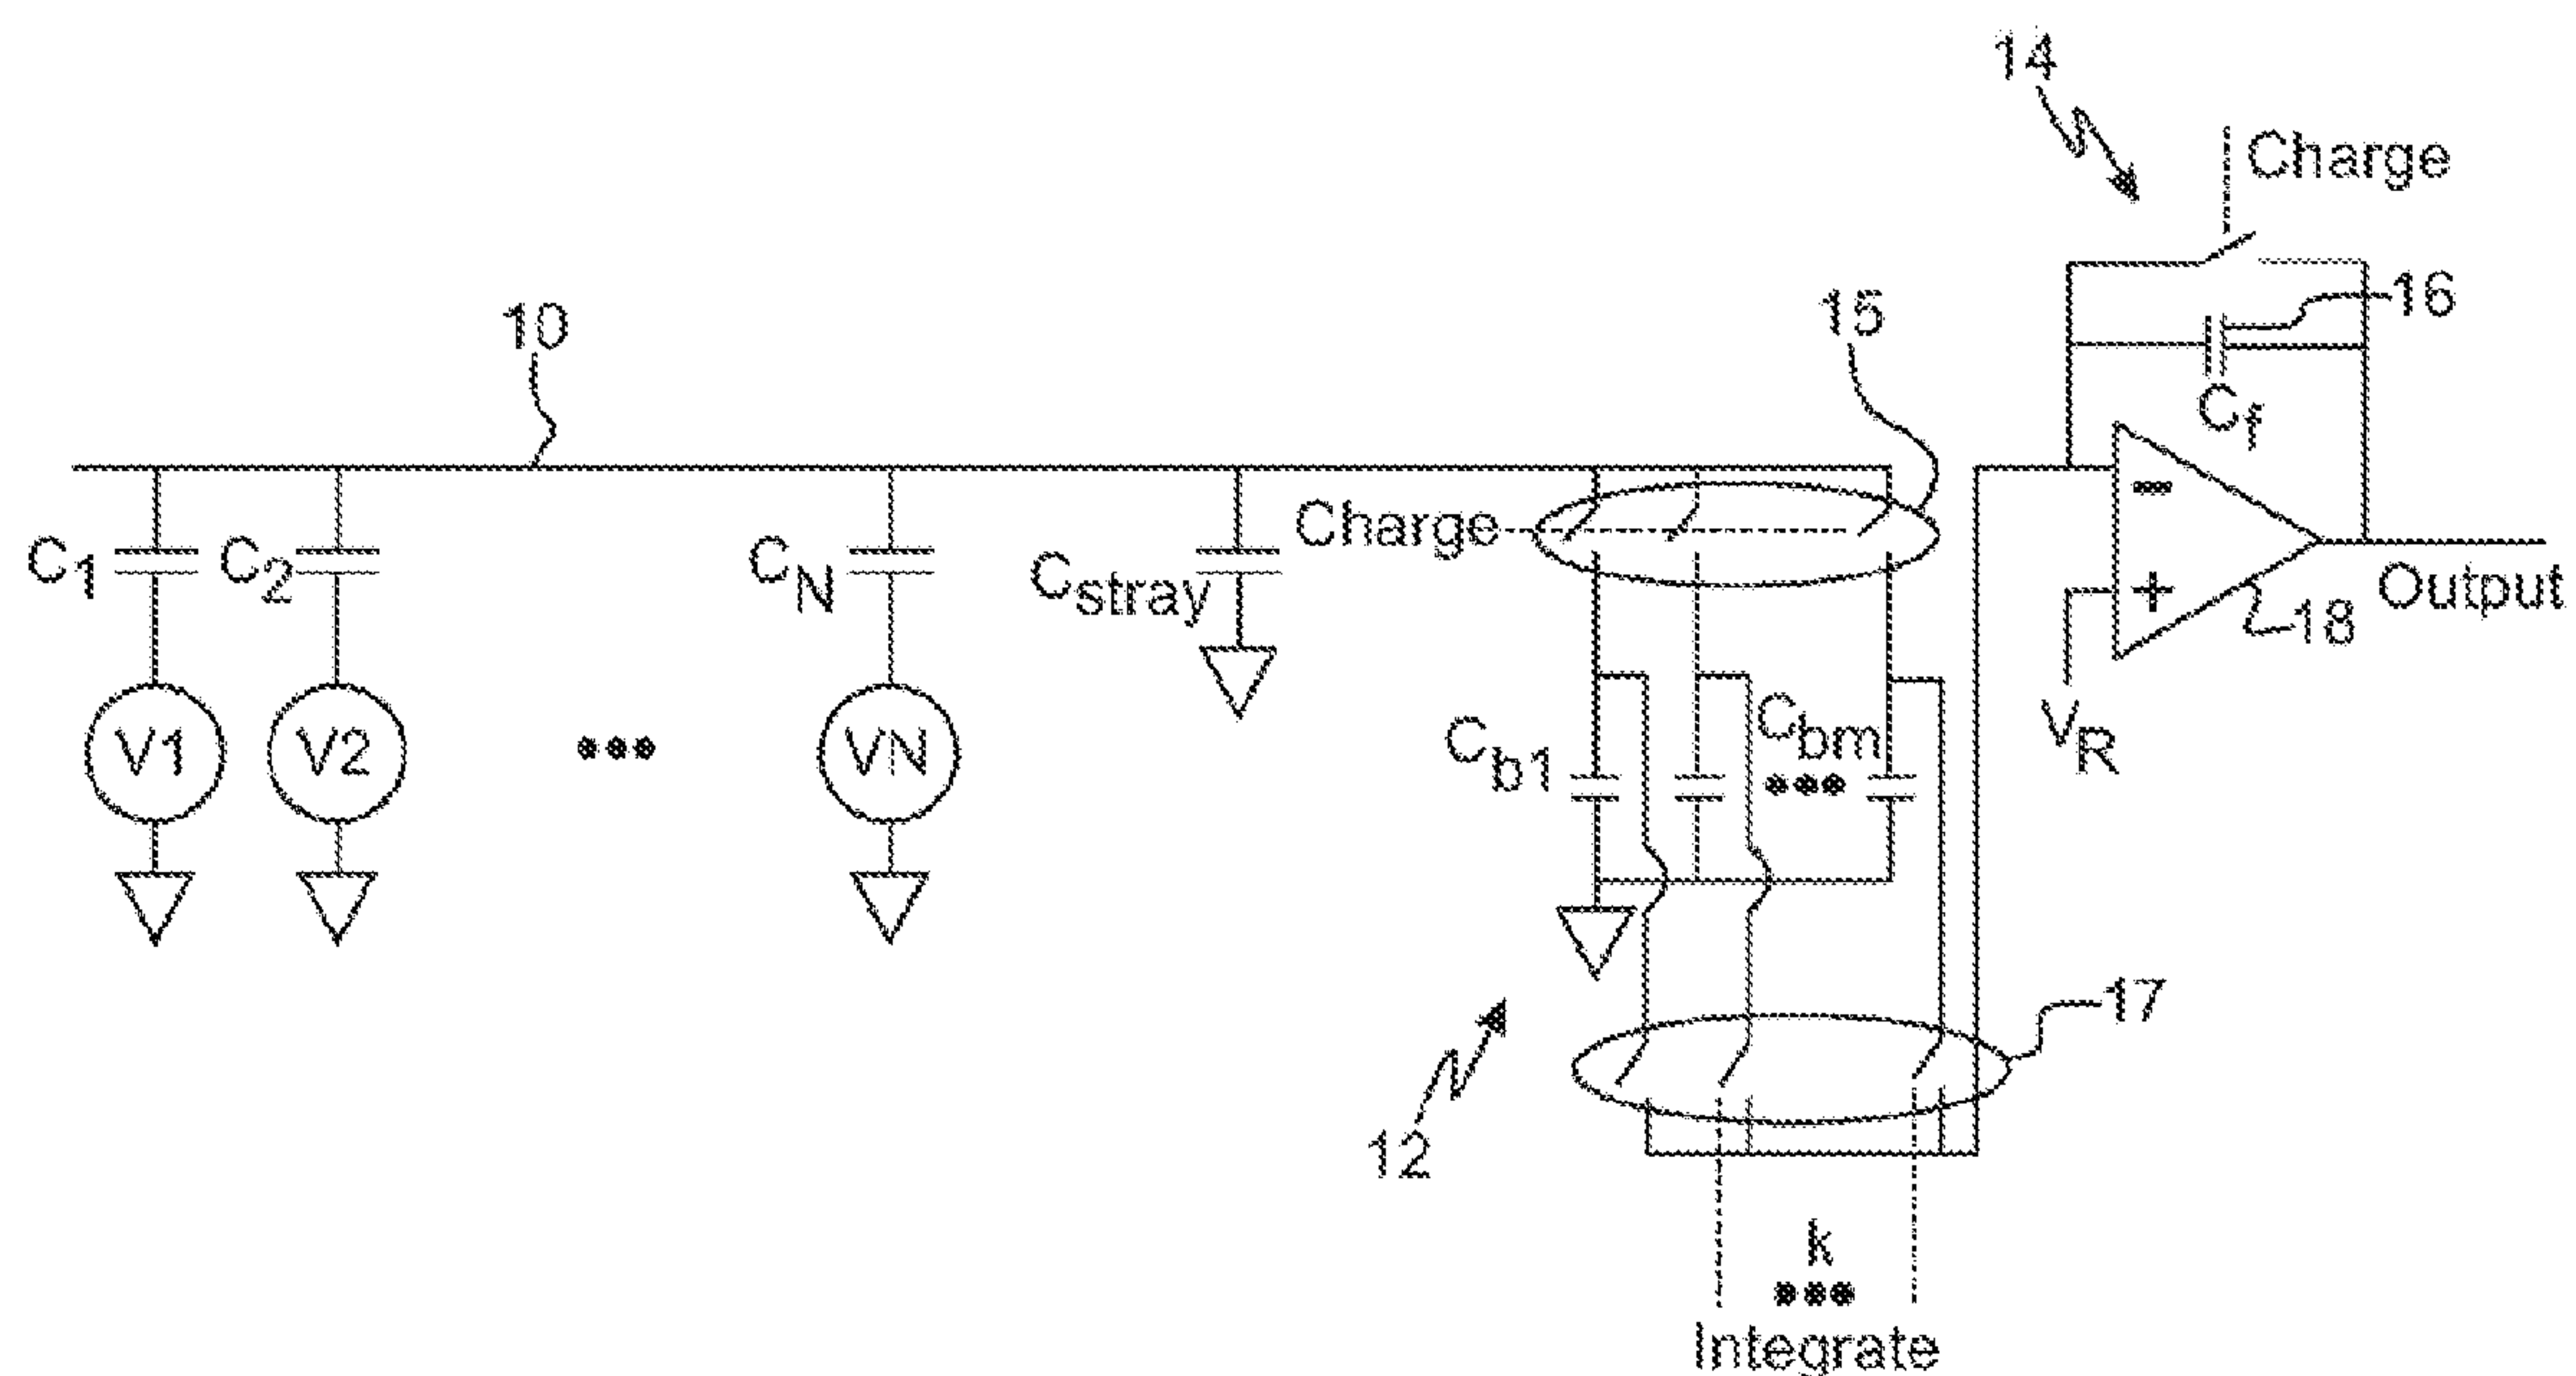 14
Charge
10
15
16
Cf
Charge
C1
C2
CN
Cstray
-
+
18
Output
VR
V1
V2
•••
VN
Cb1
Cbm
•••
17
12
k
•••
Integrate